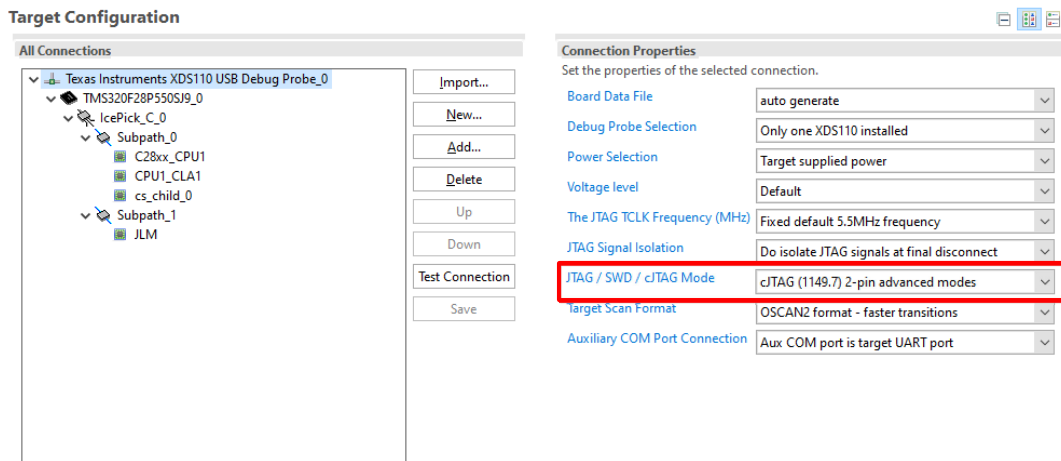 Target Configuration
All Connections
Texas Instruments XDS110 USB Debug Probe_0
TMS320F28P550SJ9_0
IcePick_C_0
Subpath_0
C28xx_CPU1
CPU1_CLA1
cs_child_0
Subpath_1
JLM
Import...
New...
Add...
Delete
Up
Down
Test Connection
Save
Connection Properties
Set the properties of the selected connection.
Board Data File auto generate
Debug Probe Selection Only one XDS110 installed
Power Selection Target supplied power
Voltage level Default
The JTAG TCLK Frequency (MHz) Fixed default 5.5MHz frequency
JTAG Signal Isolation Do isolate JTAG signals at final disconnect
JTAG / SWD / cJTAG Mode cJTAG (1149.7) 2-pin advanced modes
Target Scan Format OSCAN2 format - faster transitions
Auxiliary COM Port Connection Aux COM port is target UART port